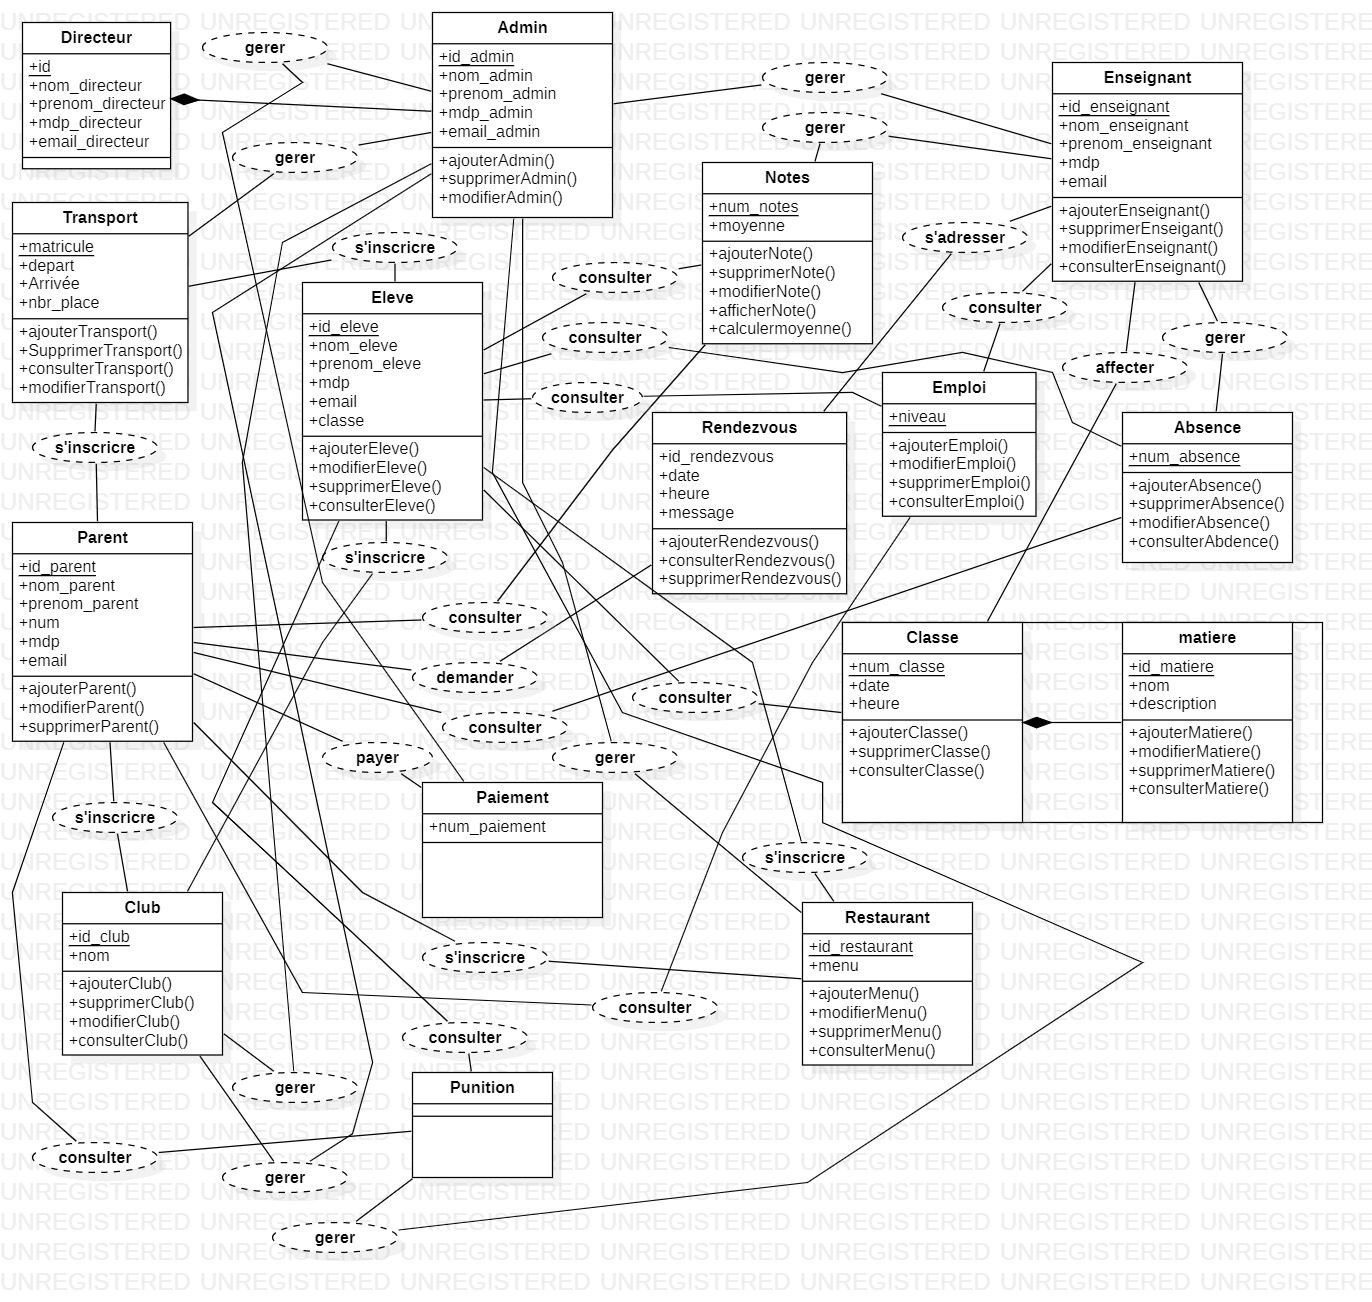 Directeur
+id
+nom_directeur
+prenom_directeur
+mdp_directeur
+email_directeur
gerer
Admin
+id_admin
+nom_admin
+prenom_admin
+mdp_admin
+email_admin
+ajouterAdmin()
+supprimerAdmin()
+modifierAdmin()
gerer
gerer
gerer
Enseignant
+id_enseignant
+nom_enseignant
+prenom_enseignant
+mdp
+email
+ajouterEnseignant()
+supprimerEnseigant()
+modifierEnseignant()
+consulterEnseignant()
Notes
+num_notes
+moyenne
+ajouterNote()
+supprimerNote()
+modifierNote()
+afficherNote()
+calculermoyenne()
Transport
+matricule
+depart
+Arrivée
+nbr_place
+ajouterTransport()
+SupprimerTransport()
+consulterTransport()
+modifierTransport()
s'inscricre
s'adresser
consulter
consulter
consulter
consulter
gerer
affecter
Eleve
+id_eleve
+nom_eleve
+prenom_eleve
+mdp
+email
+classe
+ajouterEleve()
+modifierEleve()
+supprimerEleve()
+consulterEleve()
Emploi
+niveau
+ajouterEmploi()
+modifierEmploi()
+supprimerEmploi()
+consulterEmploi()
Rendezvous
+id_rendezvous
+date
+heure
+message
+ajouterRendezvous()
+consulterRendezvous()
+supprimerRendezvous()
Absence
+num_absence
+ajouterAbsence()
+supprimerAbsence()
+modifierAbsence()
+consulterAbdence()
s'inscricre
Parent
+id_parent
+nom_parent
+prenom_parent
+num
+mdp
+email
+ajouterParent()
+modifierParent()
+supprimerParent()
s'inscricre
consulter
demander
consulter
consulter
payer
gerer
Classe
+num_classe
+date
+heure
+ajouterClasse()
+supprimerClasse()
+consulterClasse()
matiere
+id_matiere
+nom
+description
+ajouterMatiere()
+modifierMatiere()
+supprimerMatiere()
+consulterMatiere()
Paiement
+num_paiement
s'inscricre
s'inscricre
Club
+id_club
+nom
+ajouterClub()
+supprimerClub()
+modifierClub()
+consulterClub()
Restaurant
+id_restaurant
+menu
+ajouterMenu()
+modifierMenu()
+supprimerMenu()
+consulterMenu()
s'inscricre
consulter
consulter
gerer
Punition
consulter
gerer
gerer
UNREGISTERED